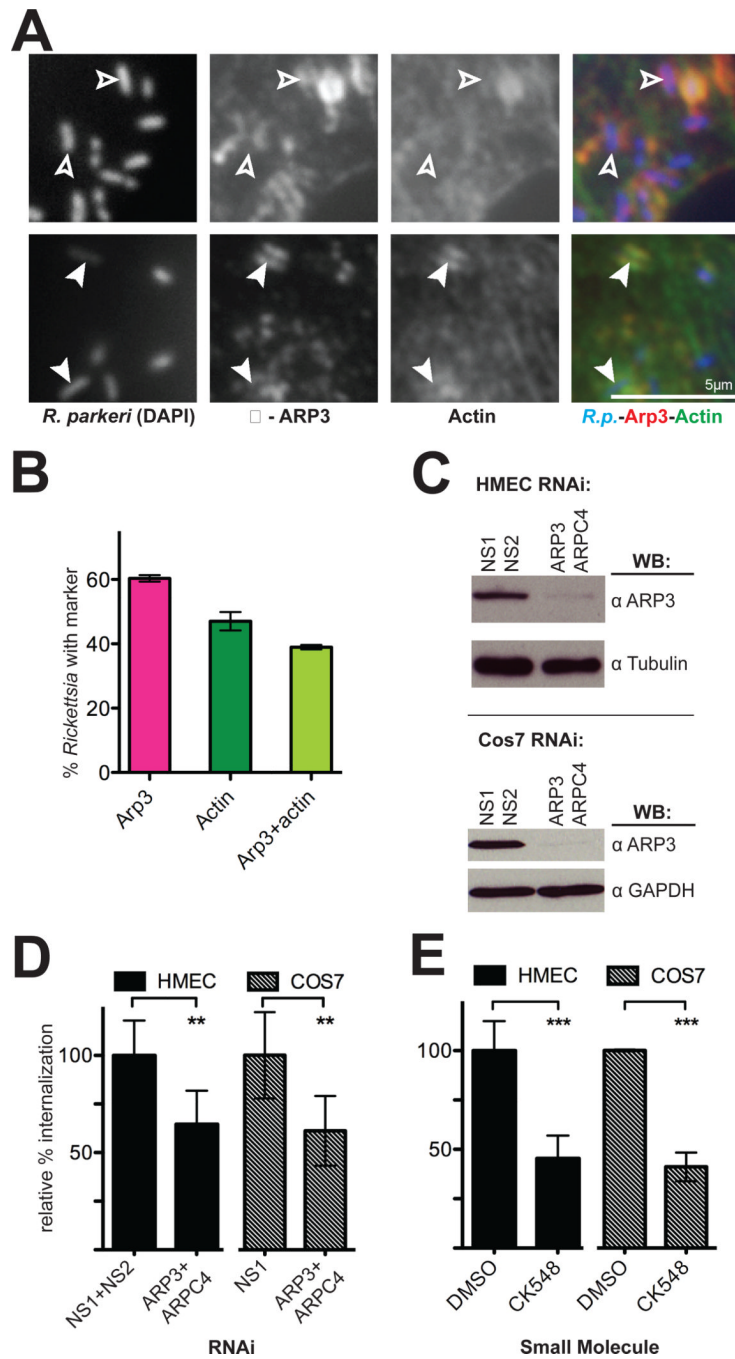 A
5µm
R. parkeri (DAPI)
□ - ARP3
Actin
R.p.-Arp3-Actin
B
% Rickettsia with marker
60
40
20
0
Arp3
Actin
Arp3+actin
C
HMEC RNAi:
NS1
NS2
ARP3
ARPC4
WB:
α ARP3
α Tubulin
Cos7 RNAi:
NS1
NS2
ARP3
ARPC4
WB:
α ARP3
α GAPDH
D
HMEC
COS7
**
**
relative % internalization
100
50
NS1+NS2
ARP3+
ARPC4
NS1
ARP3+
ARPC4
RNAi
E
HMEC
COS7
***
***
100
50
DMSO
CK548
DMSO
CK548
Small Molecule